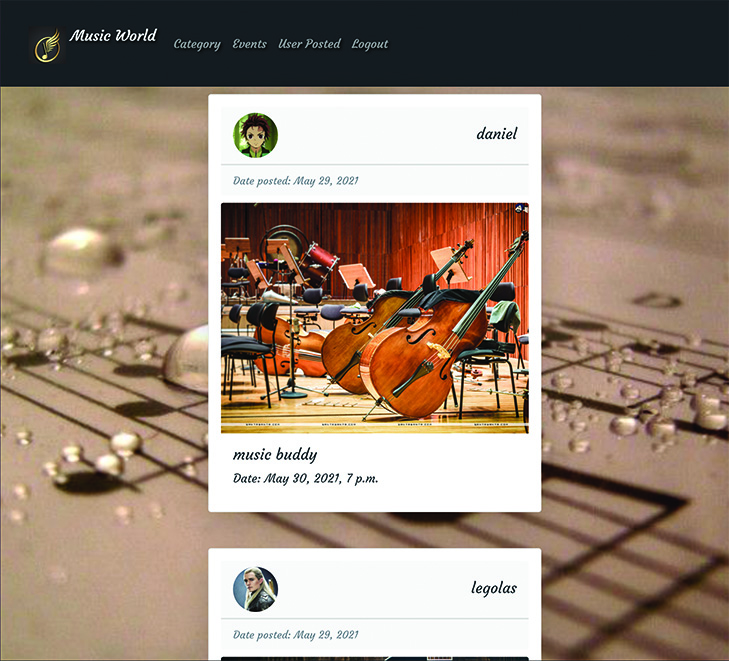 Music World
Category Events User Posted Logout
daniel
Date posted: May 29, 2021
music buddy
Date: May 30, 2021, 7 p.m.
legolas
Date posted: May 29, 2021